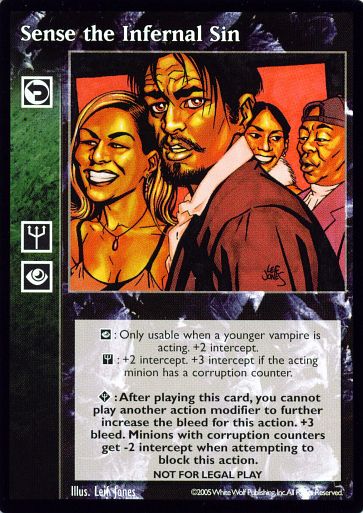 Sense the Infernal Sin
LEIF
JONES
: Only usable when a younger vampire is
acting. +2 intercept.
: +2 intercept. +3 intercept if the acting
minion has a corruption counter.
: After playing this card, you cannot
play another action modifier to further
increase the bleed for this action. +3
bleed. Minions with corruption counters
get -2 intercept when attempting to
block this action.
NOT FOR LEGAL PLAY
Illus. Leif Jones
©2005 White Wolf Publishing, Inc. All Rights Reserved.